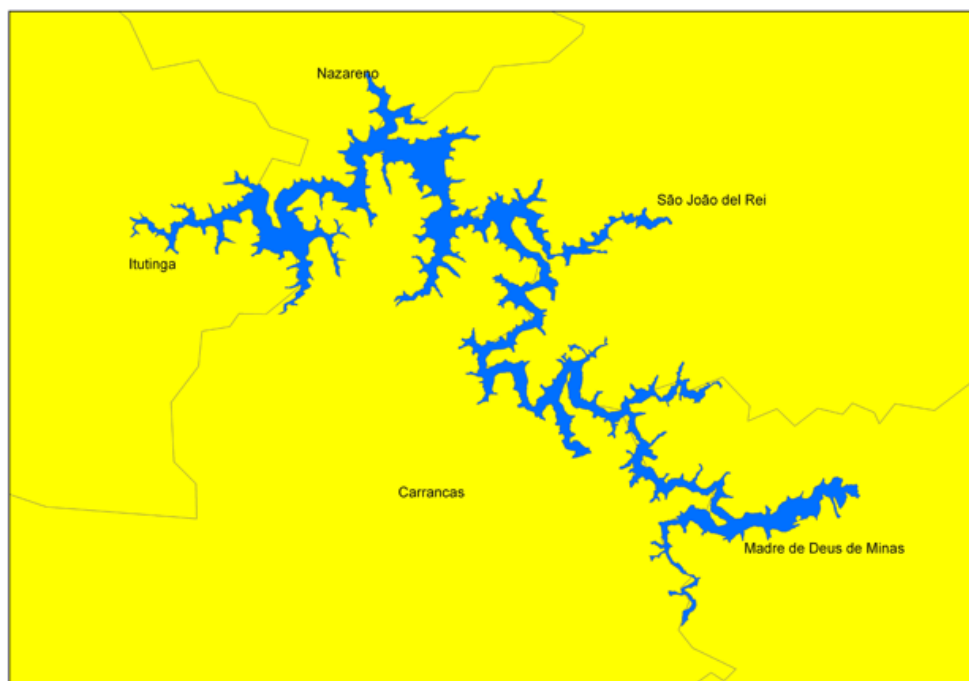 Nazareno
São João del Rei
Itutinga
Carrancas
Madre de Deus de Minas